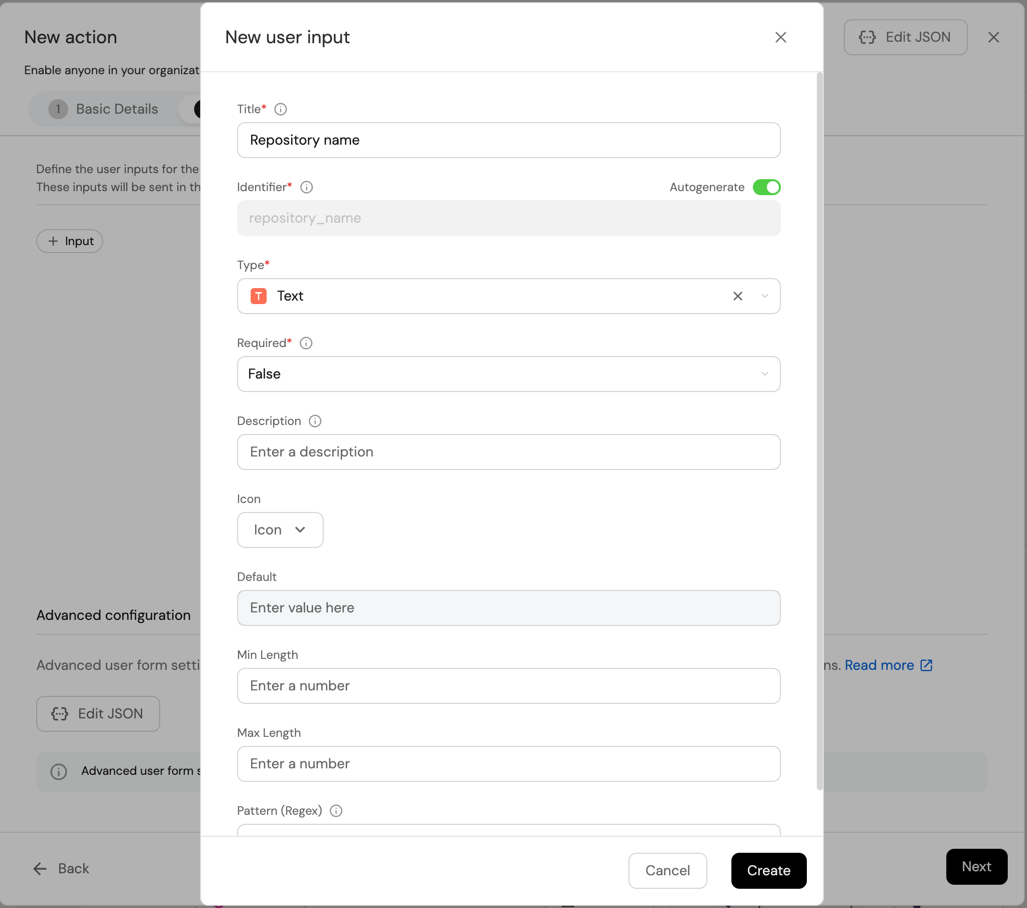 New action
Enable anyone in your organizat
Edit JSON
1 Basic Details
Define the user inputs for the
These inputs will be sent in th
+ Input
New user input
Title*
Repository name
Identifier*
Autogenerate
repository_name
Type*
T Text
Required*
False
Description
Enter a description
Icon
Icon
Default
Enter value here
Min Length
Enter a number
Max Length
Enter a number
Pattern (Regex)
Cancel
Create
Advanced configuration
Advanced user form setti
ns. Read more
Edit JSON
Advanced user form s
Back
Next